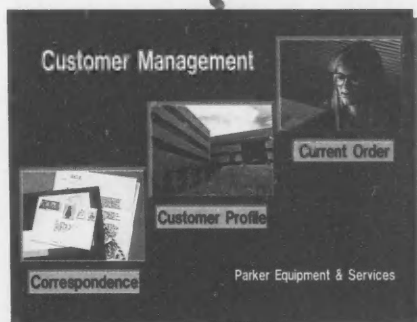 Customer Management
Current Order
Customer Profile
Correspondence
Parker Equipment & Services